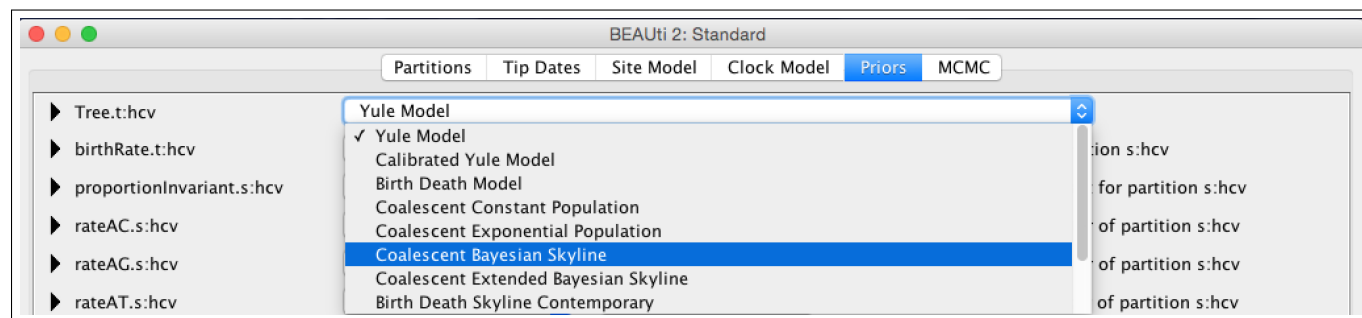 BEAUti 2: Standard
Partitions Tip Dates Site Model Clock Model Priors MCMC
Tree.t:hcv Yule Model
✓ Yule Model
birthRate.t:hcv tion s:hcv
Calibrated Yule Model
Birth Death Model
proportionInvariant.s:hcv for partition s:hcv
Coalescent Constant Population
rateAC.s:hcv of partition s:hcv
Coalescent Exponential Population
Coalescent Bayesian Skyline
rateAG.s:hcv of partition s:hcv
Coalescent Extended Bayesian Skyline
rateAT.s:hcv Birth Death Skyline Contemporary of partition s:hcv